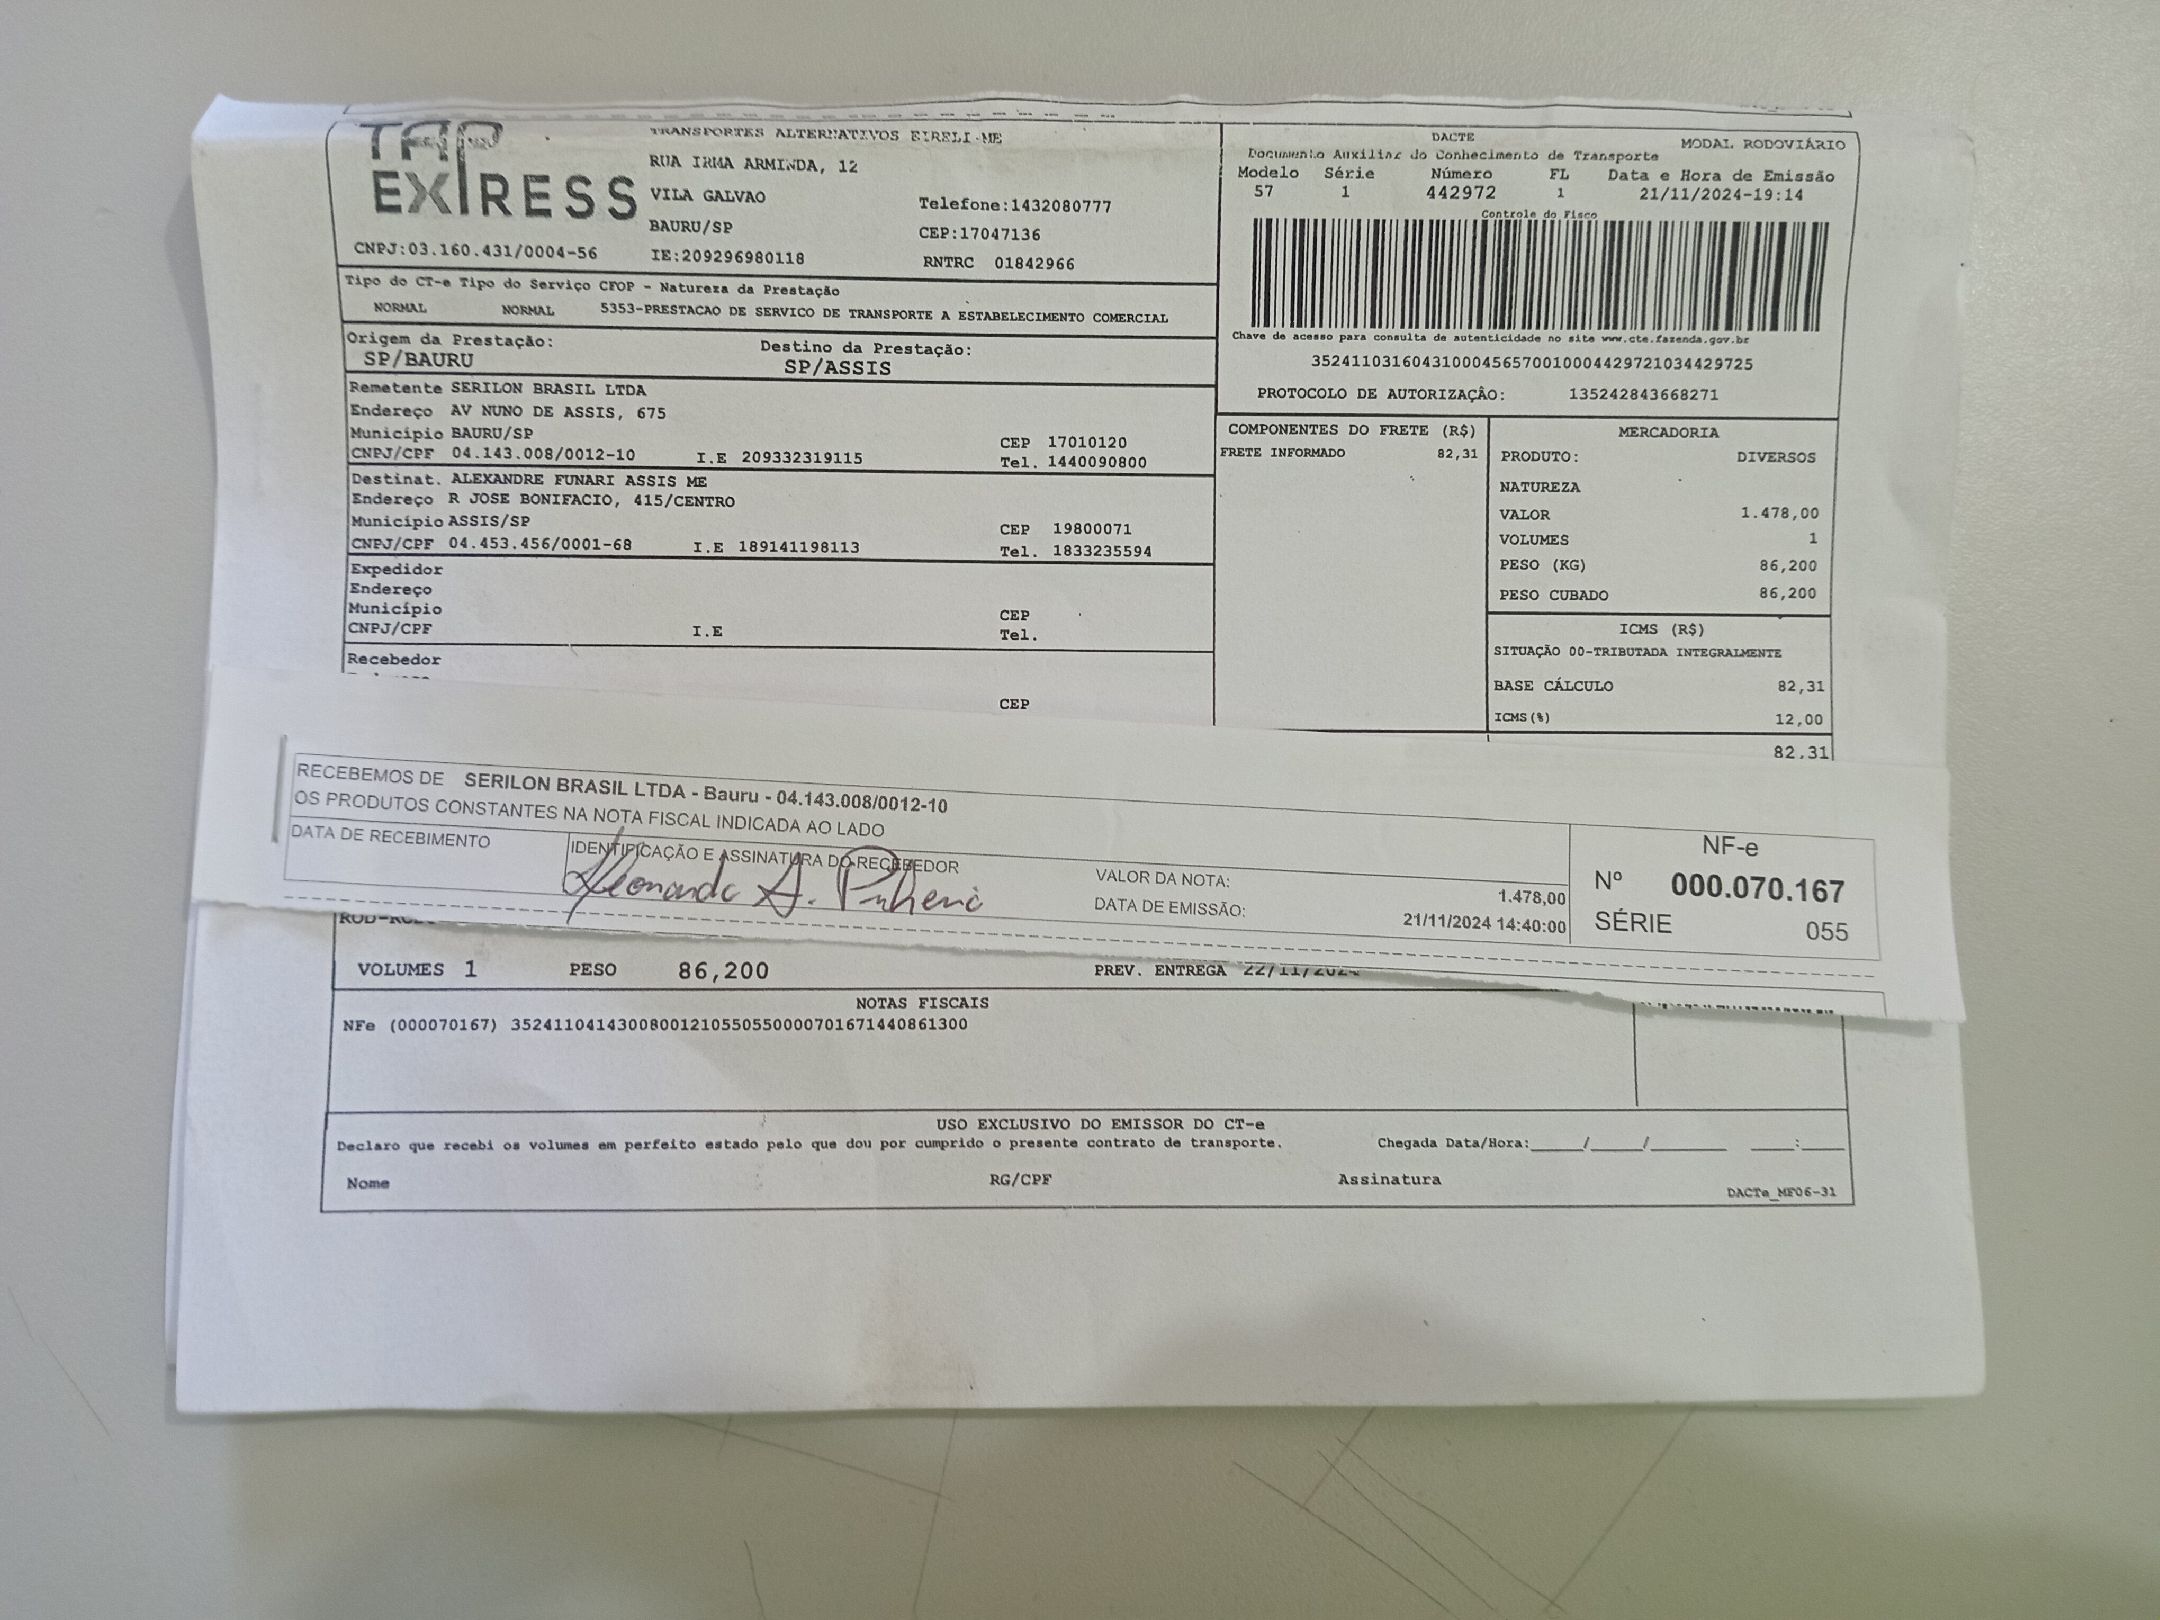 TAP
EXPRESS
TRANSPORTES ALTERNATIVOS EIRELI-ME
RUA IRMA ARMINDA, 12
VILA GALVAO
Telefone:1432080777
BAURU/SP
CEP:17047136
CNPJ:03.160.431/0004-56
IE:209296980118
RNTRC 01842966
DACTE
MODAL RODOVIÁRIO
Documento Auxiliar do Conhecimento de Transporte
Modelo Série Número FL Data e Hora de Emissão
57 1 442972 1 21/11/2024-19:14
Controle do Fisco
Chave de acesso para consulta de autenticidade no site www.cte.fazenda.gov.br
35241103160431000456570010004429721034429725
PROTOCOLO DE AUTORIZAÇÂO: 135242843668271
Tipo do CT-e Tipo do Serviço CFOP - Natureza da Prestação
NORMAL NORMAL 5353-PRESTACAO DE SERVICO DE TRANSPORTE A ESTABELECIMENTO COMERCIAL
Origem da Prestação: Destino da Prestação:
SP/BAURU SP/ASSIS
Remetente SERILON BRASIL LTDA
Endereço AV NUNO DE ASSIS, 675
Município BAURU/SP CEP 17010120
CNPJ/CPF 04.143.008/0012-10 I.E 209332319115 Tel. 1440090800
Destinat. ALEXANDRE FUNARI ASSIS ME
Endereço R JOSE BONIFACIO, 415/CENTRO
Município ASSIS/SP CEP 19800071
CNPJ/CPF 04.453.456/0001-68 I.E 189141198113 Tel. 1833235594
Expedidor
Endereço
Município CEP
CNPJ/CPF I.E Tel.
Recebedor
CEP
COMPONENTES DO FRETE (R$)
FRETE INFORMADO 82,31
MERCADORIA
PRODUTO: DIVERSOS
NATUREZA
VALOR 1.478,00
VOLUMES 1
PESO (KG) 86,200
PESO CUBADO 86,200
ICMS (R$)
SITUAÇÃO 00-TRIBUTADA INTEGRALMENTE
BASE CÁLCULO 82,31
ICMS(%) 12,00
82,31
RECEBEMOS DE SERILON BRASIL LTDA - Bauru - 04.143.008/0012-10
OS PRODUTOS CONSTANTES NA NOTA FISCAL INDICADA AO LADO
DATA DE RECEBIMENTO
IDENTIFICAÇÃO E ASSINATURA DO RECEBEDOR
VALOR DA NOTA: 1.478,00
DATA DE EMISSÃO: 21/11/2024 14:40:00
NF-e
Nº 000.070.167
SÉRIE 055
VOLUMES 1 PESO 86,200 PREV. ENTREGA 22/11/2024
NOTAS FISCAIS
NFe (000070167) 35241104143008001210550550000701671440861300
USO EXCLUSIVO DO EMISSOR DO CT-e
Declaro que recebi os volumes em perfeito estado pelo que dou por cumprido o presente contrato de transporte. Chegada Data/Hora:____/____/______ ____:____
Nome RG/CPF Assinatura
DACTe_MF06-31